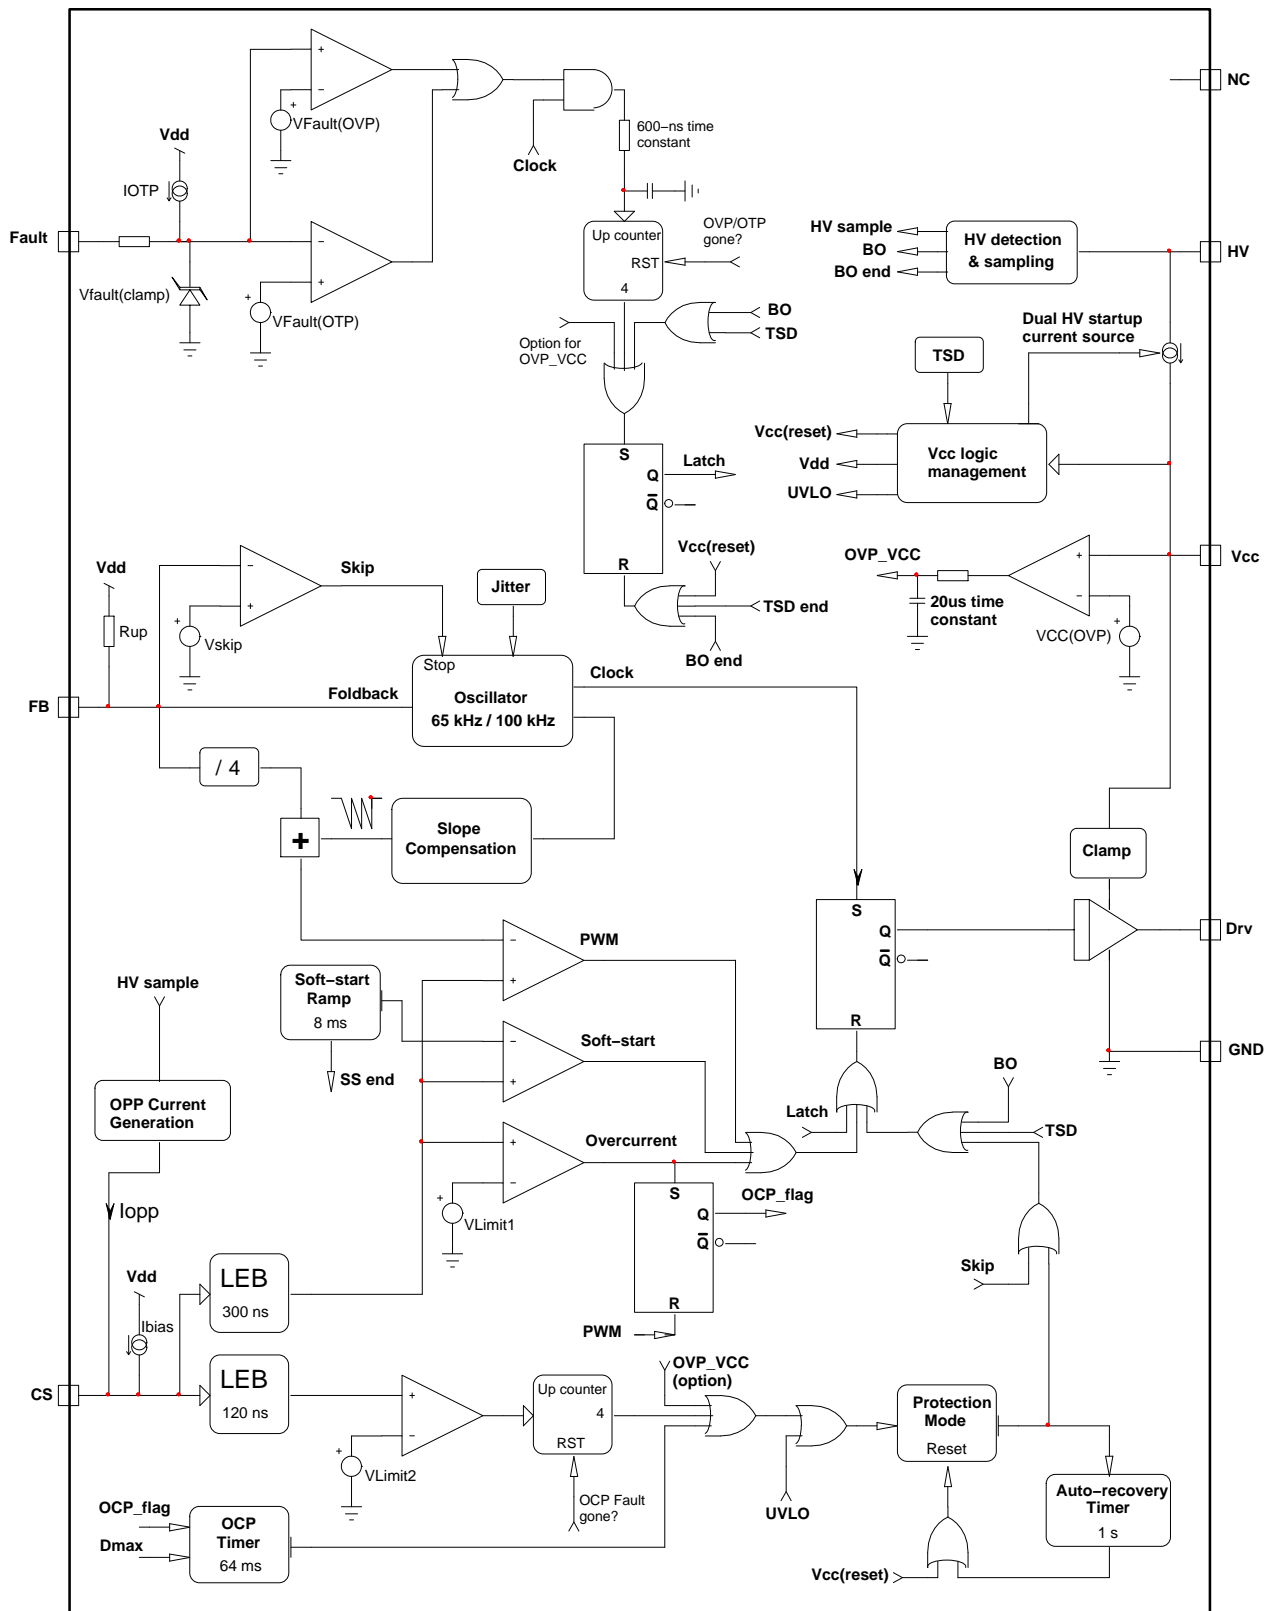 NC
+
−
+
VFault(OVP)
Clock
600−ns time
constant
Vdd
IOTP
Fault
Vfault(clamp)
−
+
+
VFault(OTP)
Up counter
RST
4
OVP/OTP
gone?
BO
TSD
Option for
OVP_VCC
HV sample
BO
BO end
HV detection
& sampling
HV
Dual HV startup
current source
TSD
Vcc(reset)
Vdd
UVLO
Vcc logic
management
S
Q
Q
R
Latch
Vcc(reset)
TSD end
BO end
OVP_VCC
20us time
constant
+
−
+
VCC(OVP)
Vcc
Vdd
Rup
−
+
+
Vskip
Skip
Jitter
Stop
Oscillator
65 kHz / 100 kHz
Clock
Foldback
FB
/ 4
+
Slope
Compensation
Clamp
S
Q
Q
R
Drv
GND
−
+
PWM
HV sample
Soft−start
Ramp
8 ms
SS end
−
+
Soft−start
OPP Current
Generation
+
−
Overcurrent
+
VLimit1
Iopp
Latch
BO
TSD
S
Q
Q
R
OCP_flag
PWM
Skip
Vdd
Ibias
LEB
300 ns
CS
LEB
120 ns
+
−
+
VLimit2
Up counter
4
RST
OCP Fault
gone?
OVP_VCC
(option)
UVLO
Protection
Mode
Reset
Auto−recovery
Timer
1 s
Vcc(reset)
OCP_flag
Dmax
OCP
Timer
64 ms